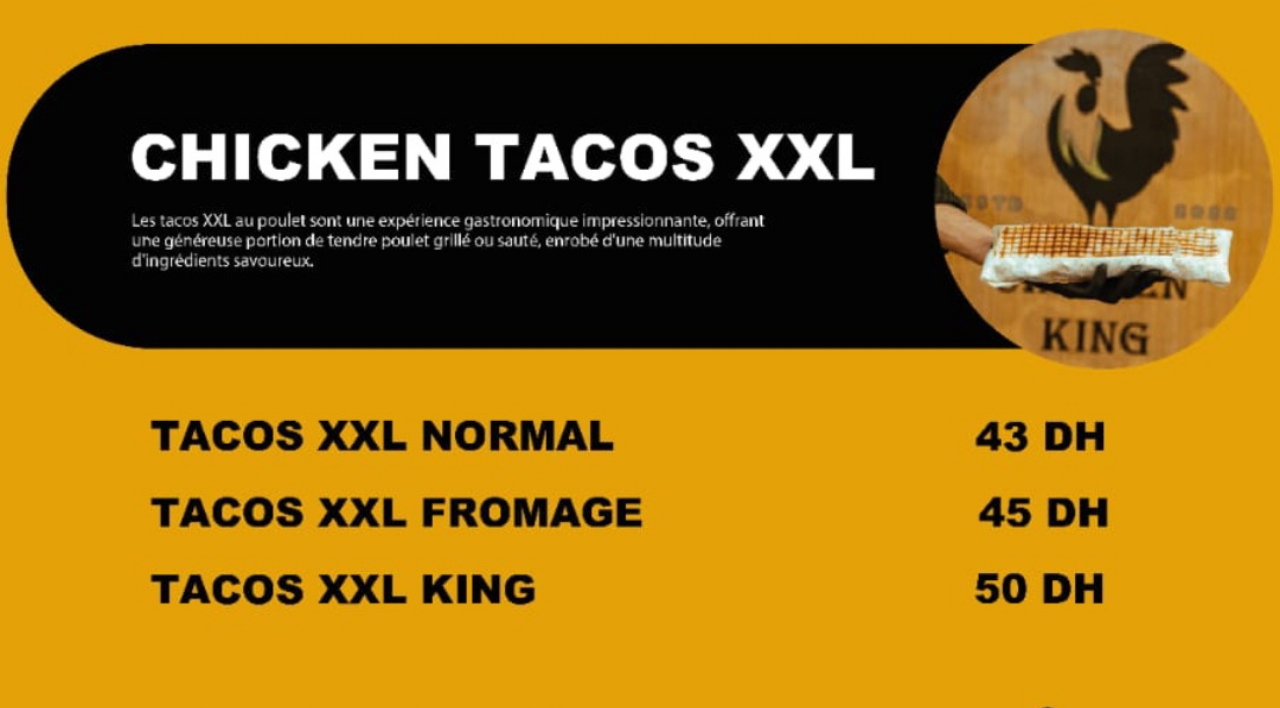 CHICKEN TACOS XXL
Les tacos XXL au poulet sont une expérience gastronomique impressionnante, offrant
une généreuse portion de tendre poulet grillé ou sauté, enrobé d'une multitude
d'ingrédients savoureux.
ESTD
KING
TACOS XXL NORMAL 43 DH
TACOS XXL FROMAGE 45 DH
TACOS XXL KING 50 DH